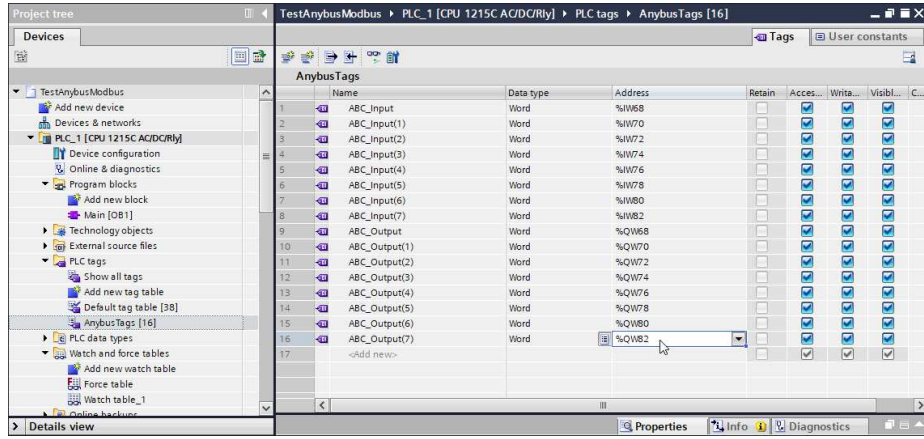 Project tree
Devices
TestAnybusModbus
Add new device
Devices & networks
PLC_1 [CPU 1215C AC/DC/Rly]
Device configuration
Online & diagnostics
Program blocks
Add new block
Main [OB1]
Technology objects
External source files
PLC tags
Show all tags
Add new tag table
Default tag table [38]
AnybusTags [16]
PLC data types
Watch and force tables
Add new watch table
Force table
Watch table_1
Online backups
Details view
TestAnybusModbus PLC_1 [CPU 1215C AC/DC/Rly] PLC tags AnybusTags [16]
Tags User constants
AnybusTags
Name Data type Address Retain Acces... Writa... Visibl... C...
1 ABC_Input Word %IW68
2 ABC_Input(1) Word %IW70
3 ABC_Input(2) Word %IW72
4 ABC_Input(3) Word %IW74
5 ABC_Input(4) Word %IW76
6 ABC_Input(5) Word %IW78
7 ABC_Input(6) Word %IW80
8 ABC_Input(7) Word %IW82
9 ABC_Output Word %QW68
10 ABC_Output(1) Word %QW70
11 ABC_Output(2) Word %QW72
12 ABC_Output(3) Word %QW74
13 ABC_Output(4) Word %QW76
14 ABC_Output(5) Word %QW78
15 ABC_Output(6) Word %QW80
16 ABC_Output(7) Word %QW82
17 <Add new>
Properties Info Diagnostics